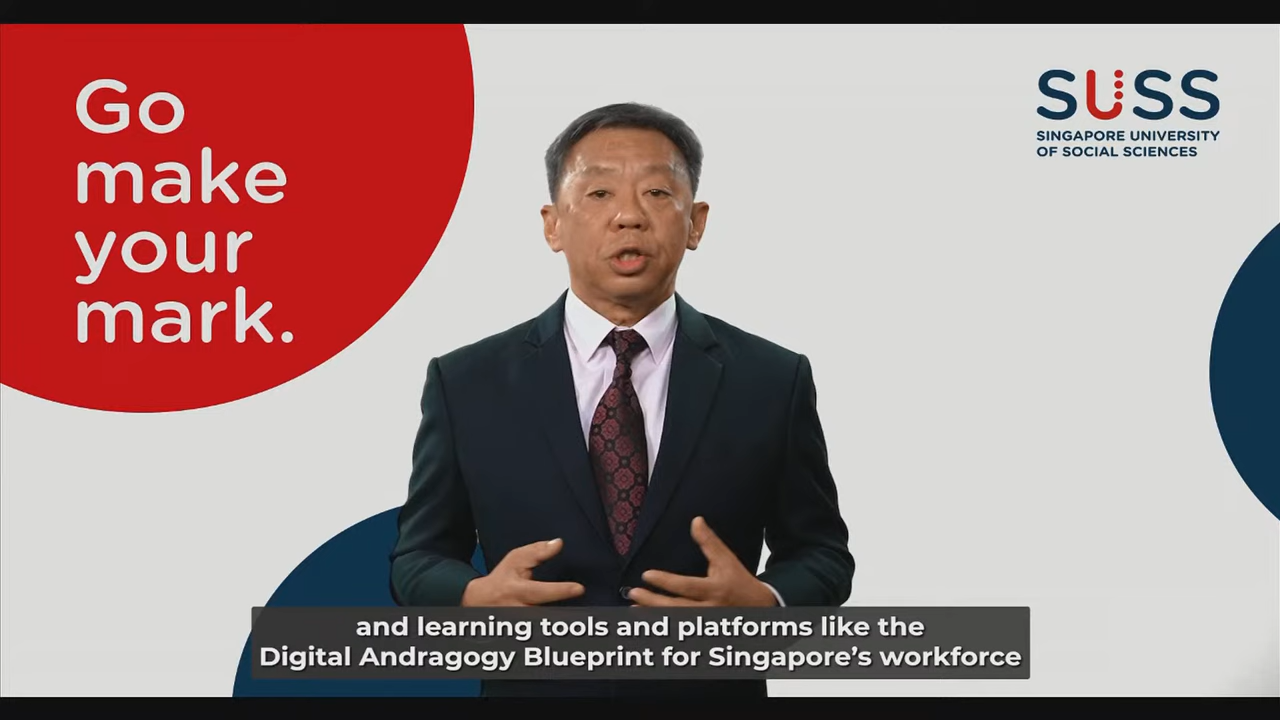 Go
make
your
mark.
SUSS
SINGAPORE UNIVERSITY
OF SOCIAL SCIENCES
and learning tools and platforms like the
Digital Andragogy Blueprint for Singapore’s workforce